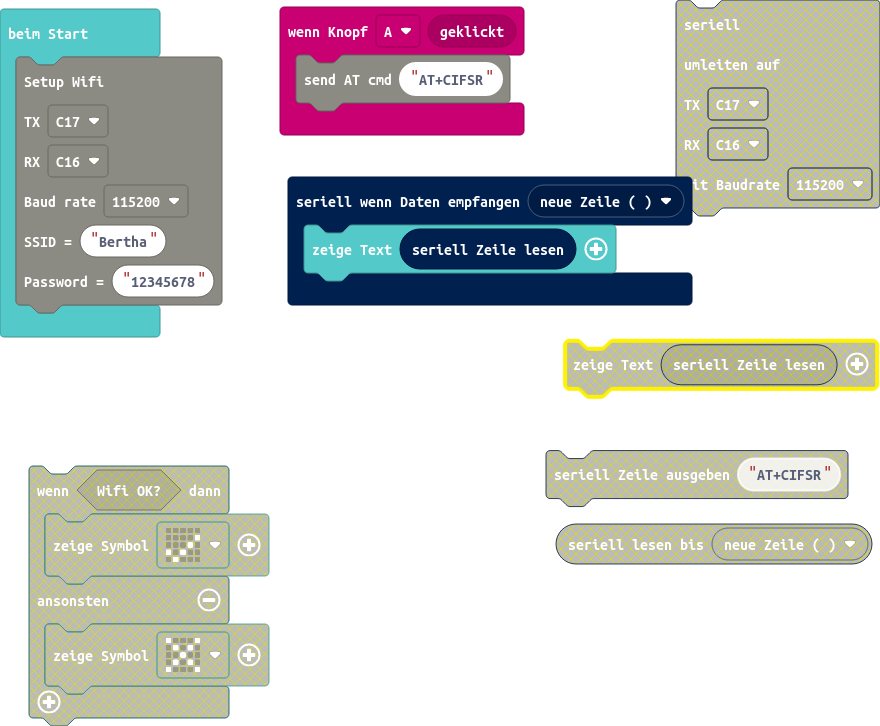 beim Start
Setup Wifi
TX C17
RX C16
Baud rate 115200
SSID = "Bertha"
Password = "12345678"
wenn Knopf A geklickt
send AT cmd "AT+CIFSR"
seriell
umleiten auf
TX C17
RX C16
it Baudrate 115200
seriell wenn Daten empfangen neue Zeile ( )
zeige Text seriell Zeile lesen
zeige Text seriell Zeile lesen
seriell Zeile ausgeben "AT+CIFSR"
seriell lesen bis neue Zeile ( )
wenn Wifi OK? dann
zeige Symbol
ansonsten
zeige Symbol